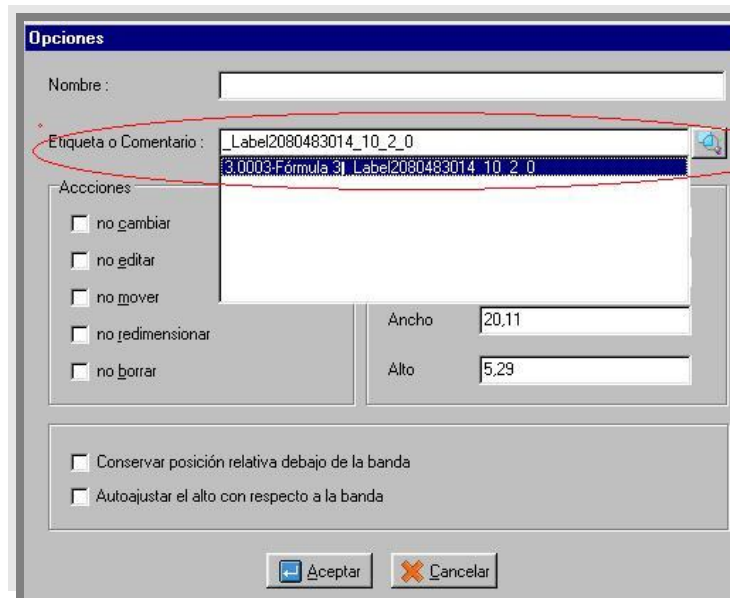 Opciones
Nombre :
Etiqueta o Comentario : _Label2080483014_10_2_0
3.0003-Fórmula 3|_Label2080483014_10_2_0
Accciones
no cambiar
no editar
no mover
Ancho 20,11
no redimensionar
no borrar
Alto 5,29
Conservar posición relativa debajo de la banda
Autoajustar el alto con respecto a la banda
Aceptar Cancelar